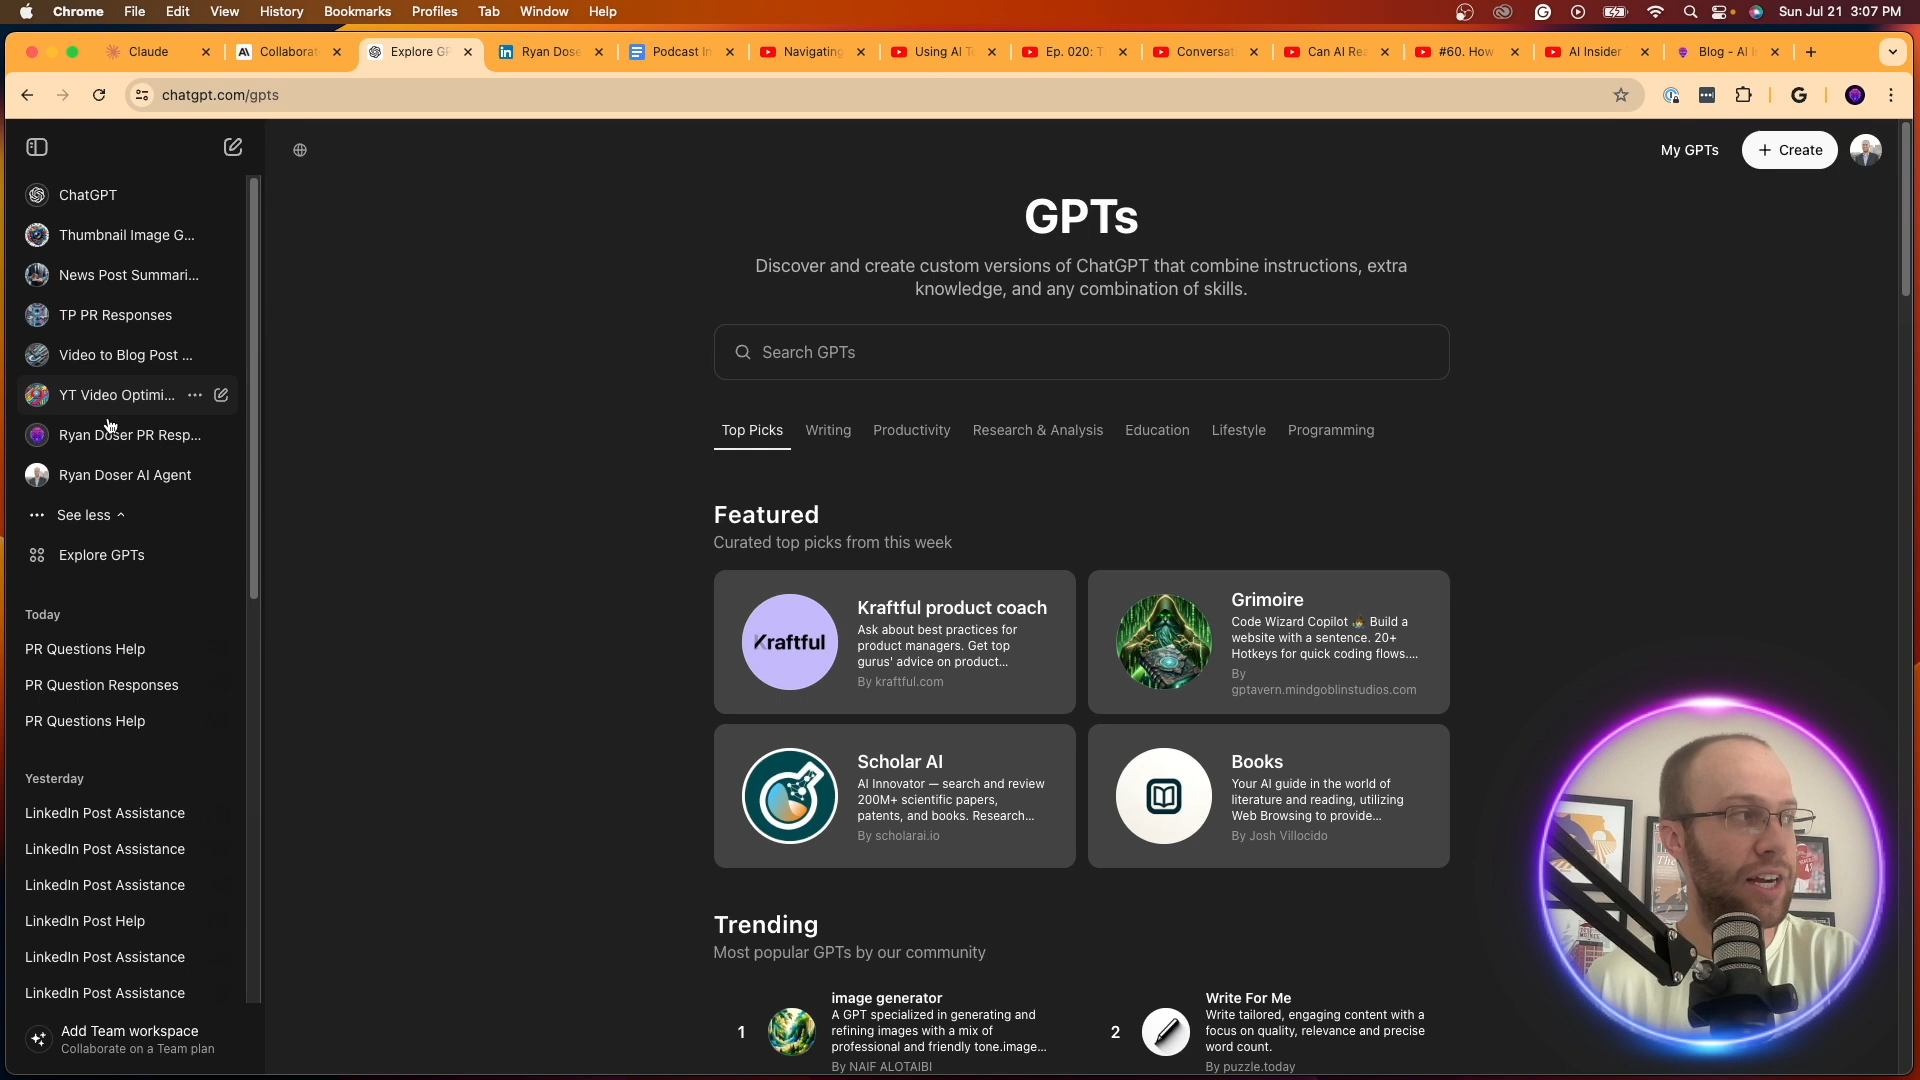 Chrome File Edit View History Bookmarks Profiles Tab Window Help
Sun Jul 21 3:07 PM
Claude
Collaborat
Explore GP
Ryan Dose
Podcast In
Navigating
Using AI T
Ep. 020: T
Conversat
Can AI Rea
#60. How
AI Insider
Blog - AI I
chatgpt.com/gpts
ChatGPT
Thumbnail Image G...
News Post Summari...
TP PR Responses
Video to Blog Post ...
YT Video Optimi...
Ryan Doser PR Resp...
Ryan Doser AI Agent
See less
Explore GPTs
Today
PR Questions Help
PR Question Responses
PR Questions Help
Yesterday
LinkedIn Post Assistance
LinkedIn Post Assistance
LinkedIn Post Assistance
LinkedIn Post Help
LinkedIn Post Assistance
LinkedIn Post Assistance
Add Team workspace
Collaborate on a Team plan
My GPTs
Create
GPTs
Discover and create custom versions of ChatGPT that combine instructions, extra
knowledge, and any combination of skills.
Search GPTs
Top Picks Writing Productivity Research & Analysis Education Lifestyle Programming
Featured
Curated top picks from this week
Kraftful
Kraftful product coach
Ask about best practices for
product managers. Get top
gurus' advice on product...
By kraftful.com
Grimoire
Code Wizard Copilot 🧙 Build a
website with a sentence. 20+
Hotkeys for quick coding flows....
By
gptavern.mindgoblinstudios.com
Scholar AI
AI Innovator — search and review
200M+ scientific papers,
patents, and books. Research...
By scholarai.io
Books
Your AI guide in the world of
literature and reading, utilizing
Web Browsing to provide...
By Josh Villocido
Trending
Most popular GPTs by our community
1
image generator
A GPT specialized in generating and
refining images with a mix of
professional and friendly tone.image...
By NAIF ALOTAIBI
2
Write For Me
Write tailored, engaging content with a
focus on quality, relevance and precise
word count.
By puzzle.today